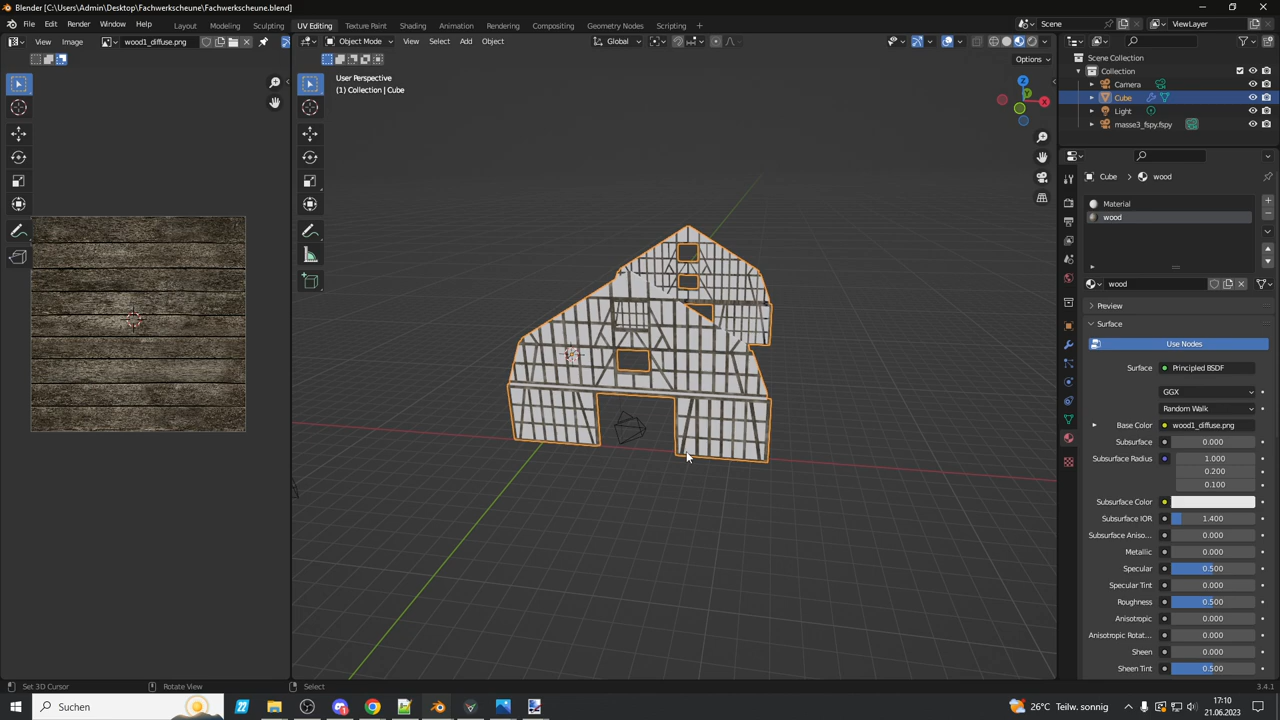 Blender [C:\Users\Admin\Desktop\Fachwerkscheune\Fachwerkscheune.blend]
File Edit Render Window Help Layout Modeling Sculpting UV Editing Texture Paint Shading Animation Rendering Compositing Geometry Nodes Scripting + Scene ViewLayer
View Image wood1_diffuse.png Object Mode View Select Add Object Global
Options
User Perspective
(1) Collection | Cube
Scene Collection
Collection
Camera
Cube
Light
masse3_fspy.fspy
X
Y
Z
Cube > wood
Material
wood
wood
Preview
Surface
Use Nodes
Surface Principled BSDF
GGX
Random Walk
Base Color wood1_diffuse.png
Subsurface 0.000
Subsurface Radius 1.000
0.200
0.100
Subsurface Color
Subsurface IOR 1.400
Subsurface Aniso... 0.000
Metallic 0.000
Specular 0.500
Specular Tint 0.000
Roughness 0.500
Anisotropic 0.000
Anisotropic Rotat... 0.000
Sheen 0.000
Sheen Tint 0.500
Set 3D Cursor Rotate View Select 3.4.1
Suchen 26°C Teilw. sonnig 17:10
21.06.2023